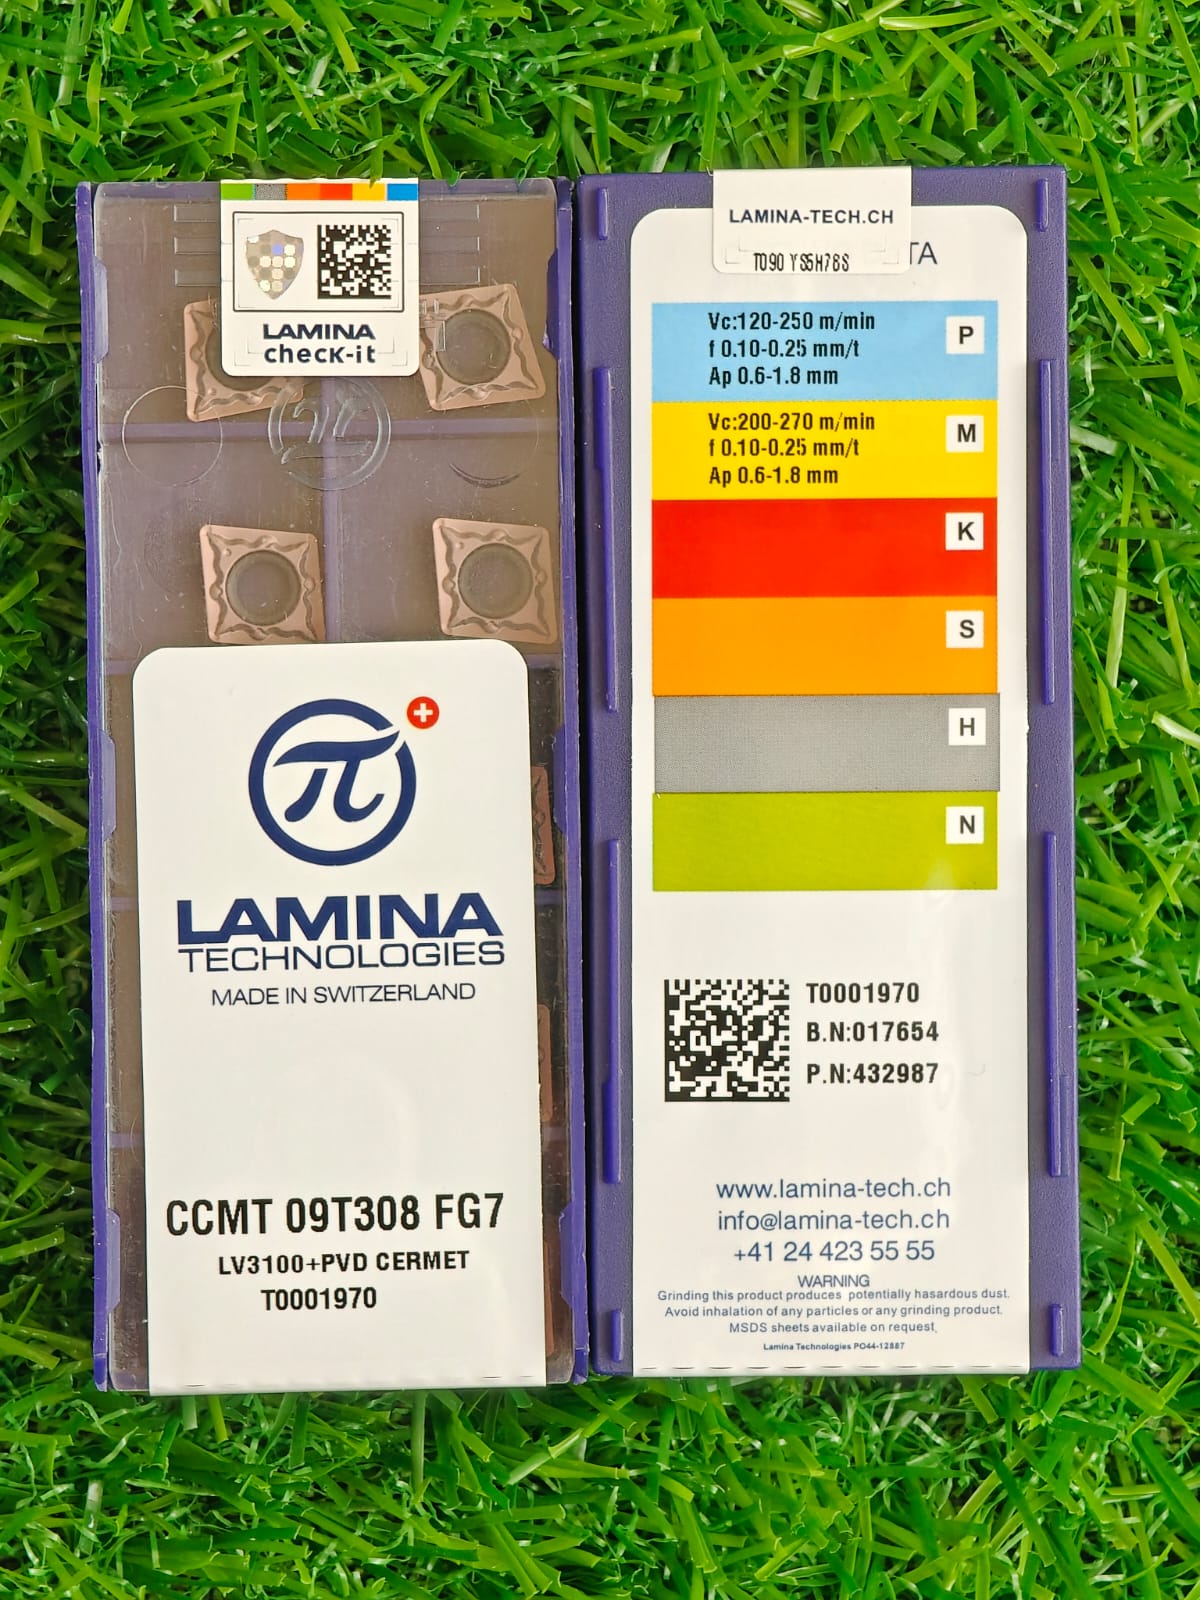 LAMINA
check-it
π
LAMINA
TECHNOLOGIES
MADE IN SWITZERLAND
CCMT 09T308 FG7
LV3100+PVD CERMET
T0001970
LAMINA-TECH.CH
T090 YS5H78S
TA
Vc:120-250 m/min
f 0.10-0.25 mm/t
Ap 0.6-1.8 mm
P
Vc:200-270 m/min
f 0.10-0.25 mm/t
Ap 0.6-1.8 mm
M
K
S
H
N
T0001970
B.N:017654
P.N:432987
www.lamina-tech.ch
info@lamina-tech.ch
+41 24 423 55 55
WARNING
Grinding this product produces potentially hasardous dust.
Avoid inhalation of any particles or any grinding product.
MSDS sheets available on request.
Lamina Technologies PO44-12887